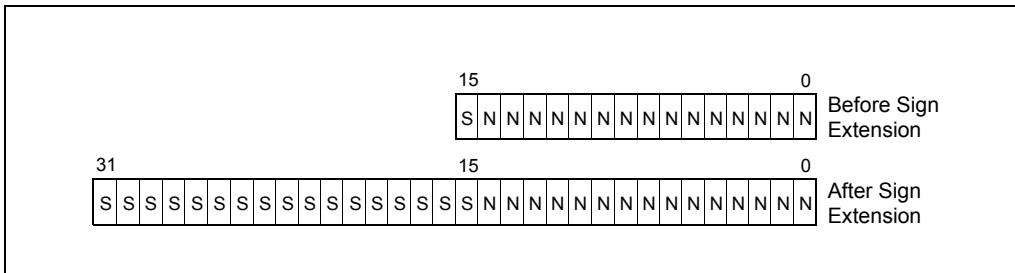 15 0
S N N N N N N N N N N N N N N N Before Sign
Extension
31 15 0
S S S S S S S S S S S S S S S S S N N N N N N N N N N N N N N N After Sign
Extension